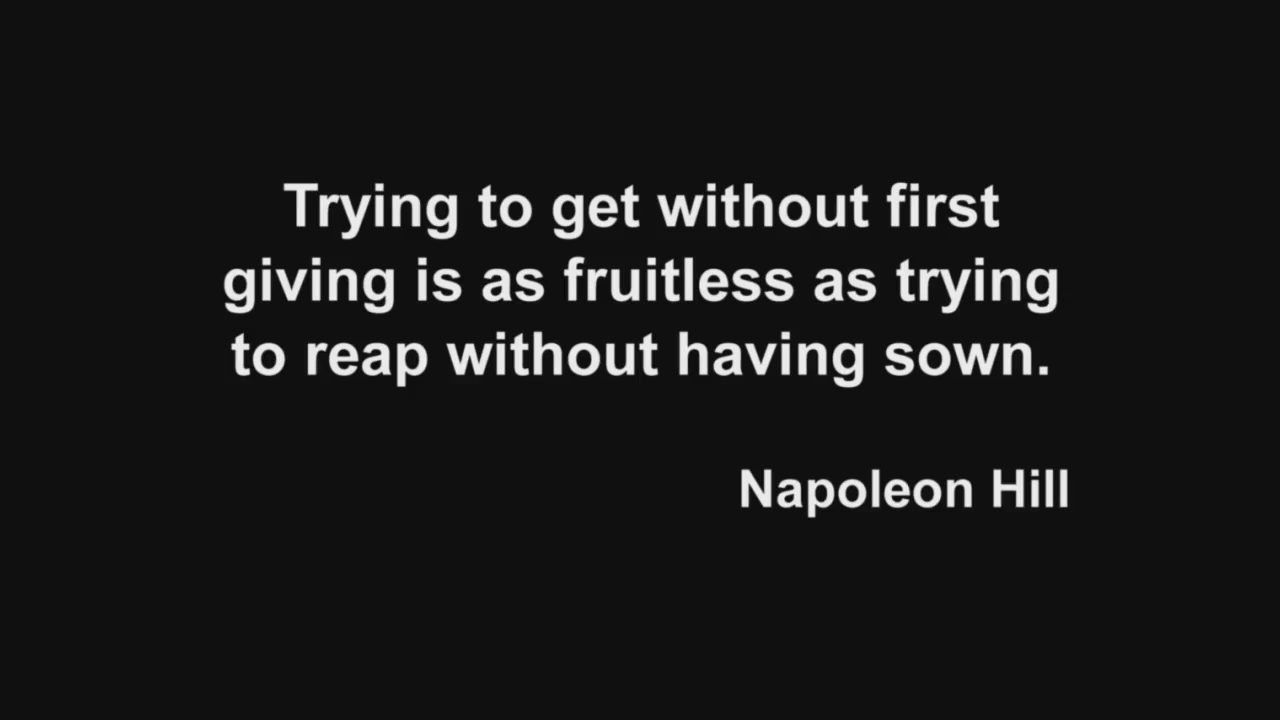 Trying to get without first
giving is as fruitless as trying
to reap without having sown.
Napoleon Hill